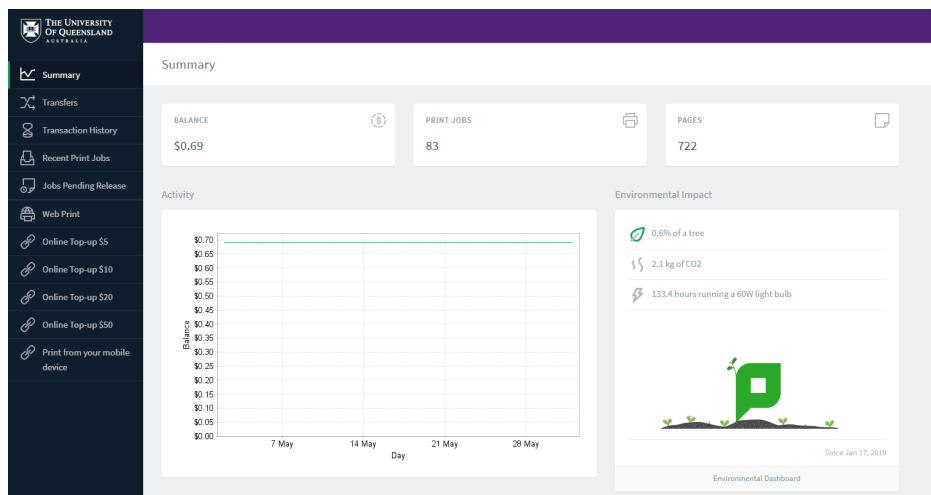 THE UNIVERSITY
OF QUEENSLAND
AUSTRALIA
Summary
Transfers
Transaction History
Recent Print Jobs
Jobs Pending Release
Web Print
Online Top-up $5
Online Top-up $10
Online Top-up $20
Online Top-up $50
Print from your mobile
device
Summary
BALANCE
$0.69
PRINT JOBS
83
PAGES
722
Activity
$0.70
$0.65
$0.60
$0.55
$0.50
$0.45
$0.40
$0.35
$0.30
$0.25
$0.20
$0.15
$0.10
$0.05
$0.00
Balance
7 May
14 May
21 May
28 May
Day
Environmental Impact
0.6% of a tree
2.1 kg of CO2
133.4 hours running a 60W light bulb
Since Jan 17, 2019
Environmental Dashboard